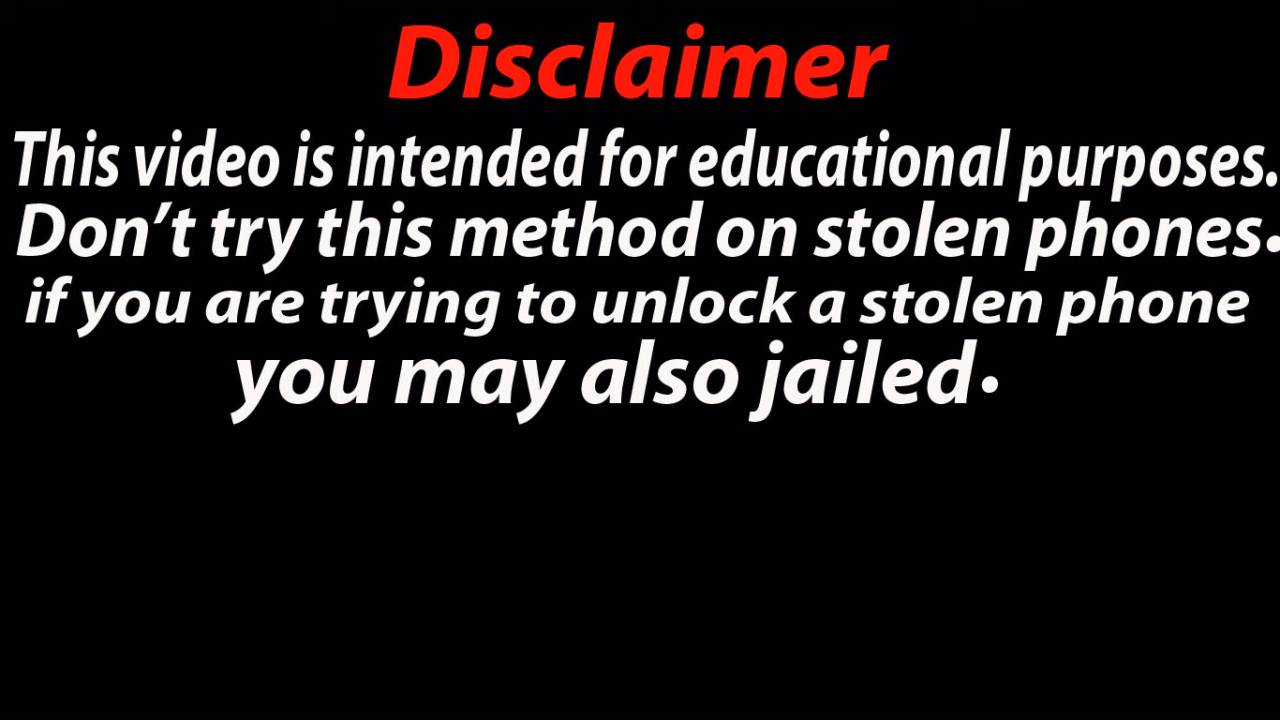 Disclaimer
This video is intended for educational purposes.
Don't try this method on stolen phones.
if you are trying to unlock a stolen phone
you may also jailed.